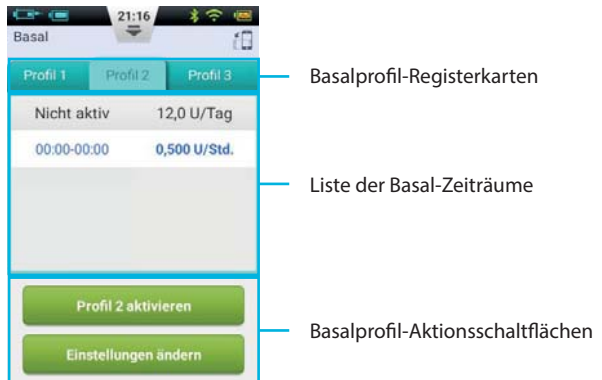 21:16
Basal
Profil 1 Profil 2 Profil 3
Basalprofil-Registerkarten
Nicht aktiv 12,0 U/Tag
00:00-00:00 0,500 U/Std.
Liste der Basal-Zeiträume
Profil 2 aktivieren
Basalprofil-Aktionsschaltflächen
Einstellungen ändern